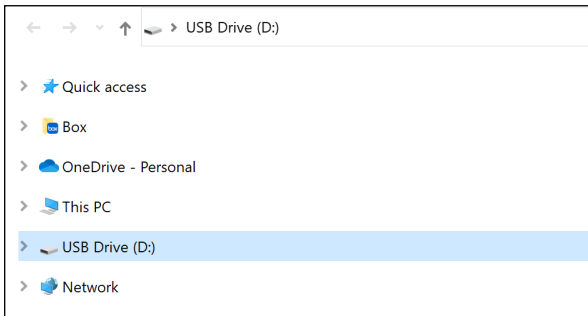 USB Drive (D:)
Quick access
box Box
OneDrive - Personal
This PC
USB Drive (D:)
Network